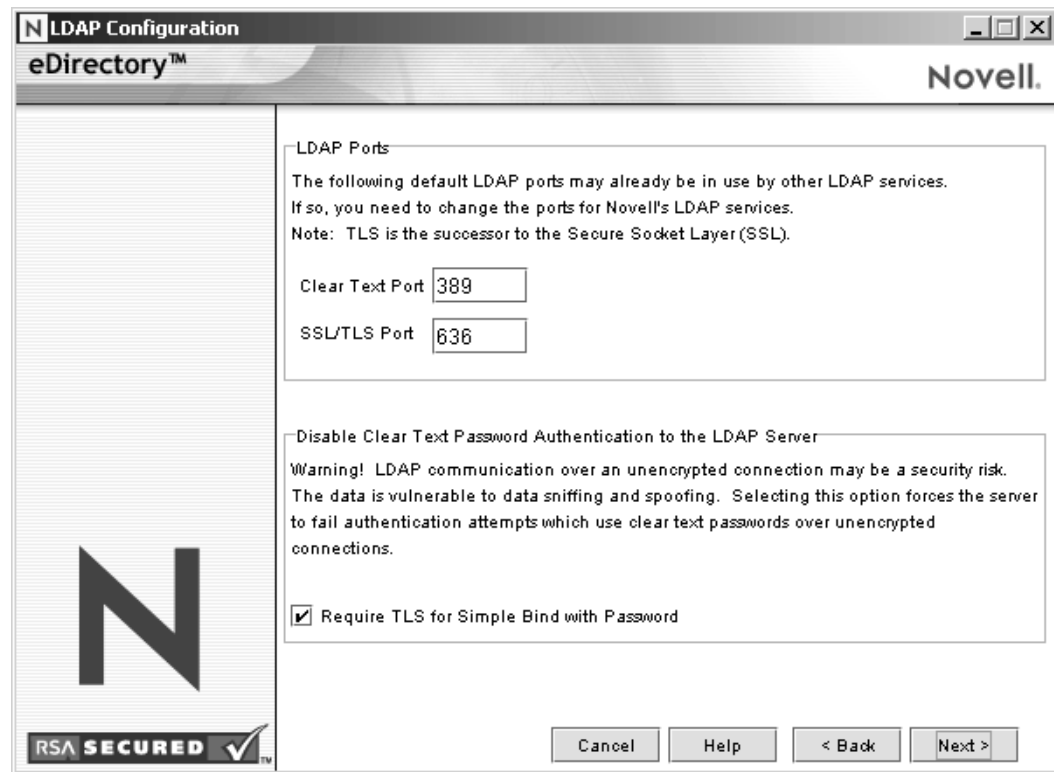 N LDAP Configuration
eDirectory™
Novell.
LDAP Ports
The following default LDAP ports may already be in use by other LDAP services.
If so, you need to change the ports for Novell's LDAP services.
Note: TLS is the successor to the Secure Socket Layer (SSL).
Clear Text Port 389
SSL/TLS Port 636
Disable Clear Text Password Authentication to the LDAP Server
Warning! LDAP communication over an unencrypted connection may be a security risk.
The data is vulnerable to data sniffing and spoofing. Selecting this option forces the server
to fail authentication attempts which use clear text passwords over unencrypted
connections.
Require TLS for Simple Bind with Password
N
RSA SECURED TM
Cancel Help < Back Next >